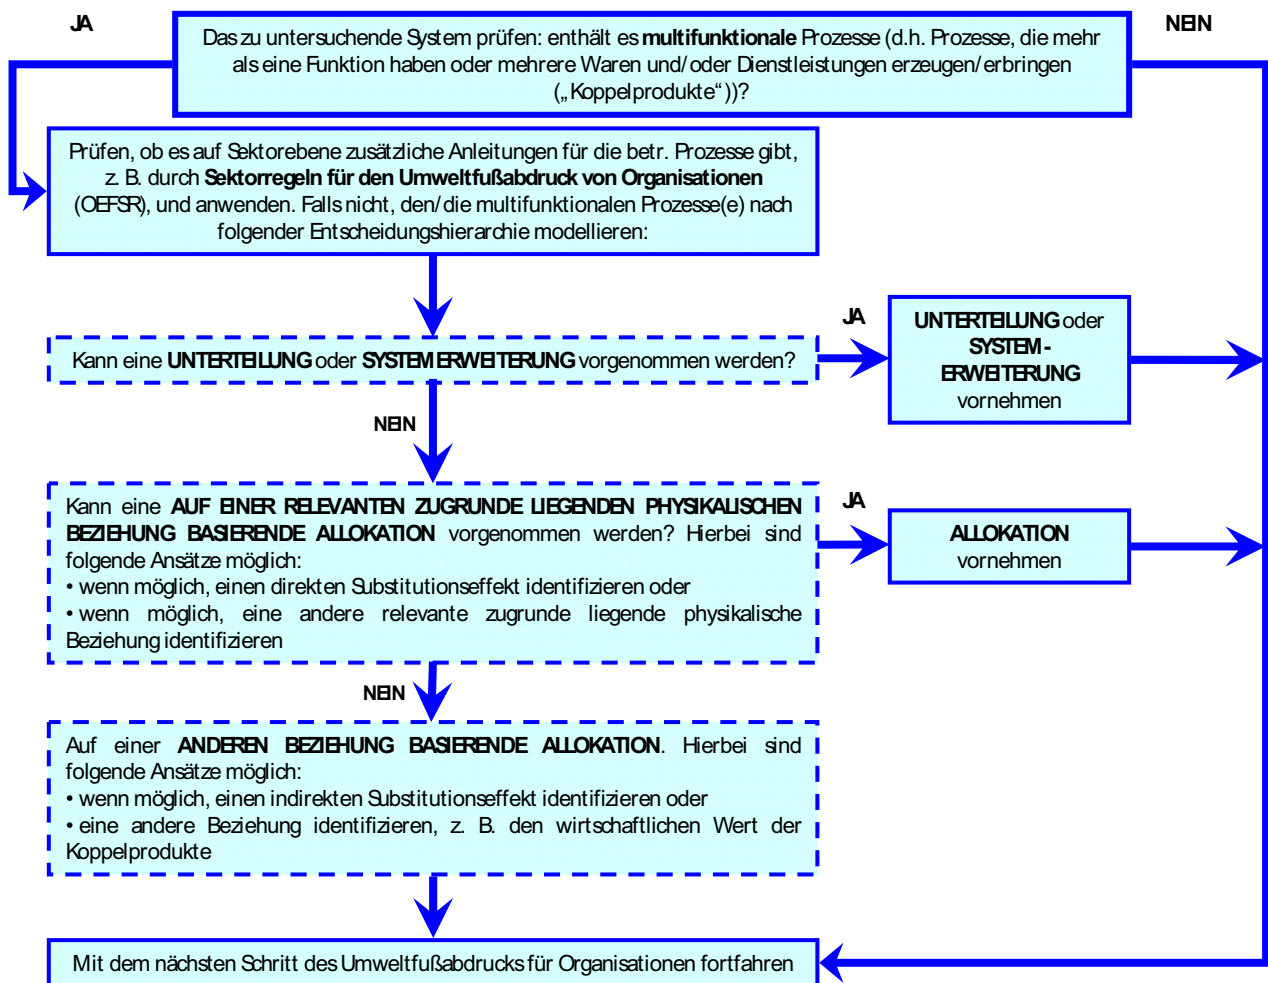 JA
NEIN
Das zu untersuchende System prüfen: enthält es multifunktionale Prozesse (d.h. Prozesse, die mehr
als eine Funktion haben oder mehrere Waren und/oder Dienstleistungen erzeugen/erbringen
(„Koppelprodukte“))?
Prüfen, ob es auf Sektorebene zusätzliche Anleitungen für die betr. Prozesse gibt,
z. B. durch Sektorregeln für den Umweltfußabdruck von Organisationen
(OEFSR), und anwenden. Falls nicht, den/die multifunktionalen Prozesse(e) nach
folgender Entscheidungshierarchie modellieren:
Kann eine UNTERTEILUNG oder SYSTEMERWEITERUNG vorgenommen werden?
JA
UNTERTEILUNG oder
SYSTEM-
ERWEITERUNG
vornehmen
NEIN
Kann eine AUF EINER RELEVANTEN ZUGRUNDE LIEGENDEN PHYSIKALISCHEN
BEZIEHUNG BASIERENDE ALLOKATION vorgenommen werden? Hierbei sind
folgende Ansätze möglich:
• wenn möglich, einen direkten Substitutionseffekt identifizieren oder
• wenn möglich, eine andere relevante zugrunde liegende physikalische
Beziehung identifizieren
JA
ALLOKATION
vornehmen
NEIN
Auf einer ANDEREN BEZIEHUNG BASIERENDE ALLOKATION. Hierbei sind
folgende Ansätze möglich:
• wenn möglich, einen indirekten Substitutionseffekt identifizieren oder
• eine andere Beziehung identifizieren, z. B. den wirtschaftlichen Wert der
Koppelprodukte
Mit dem nächsten Schritt des Umweltfußabdrucks für Organisationen fortfahren